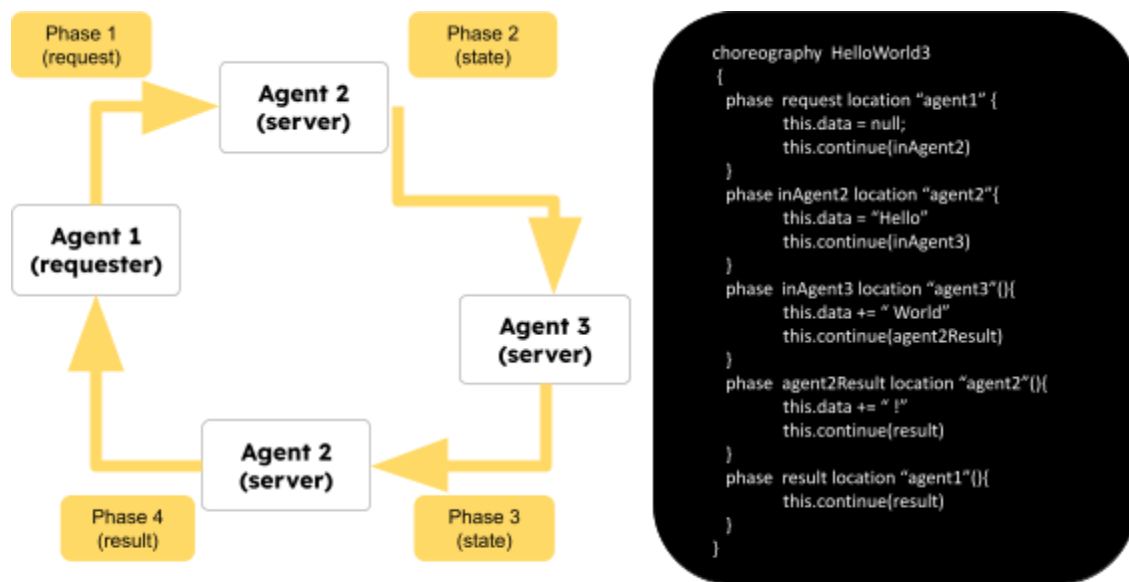 Phase 1
(request)
Phase 2
(state)
Agent 2
(server)
Agent 1
(requester)
Agent 3
(server)
Agent 2
(server)
Phase 4
(result)
Phase 3
(state)
choreography HelloWorld3
{
phase request location “agent1” {
this.data = null;
this.continue(inAgent2)
}
phase inAgent2 location “agent2”{
this.data = “Hello”
this.continue(inAgent3)
}
phase inAgent3 location “agent3”(){
this.data += “ World”
this.continue(agent2Result)
}
phase agent2Result location “agent2”(){
this.data += “ !”
this.continue(result)
}
phase result location “agent1”(){
this.continue(result)
}
}